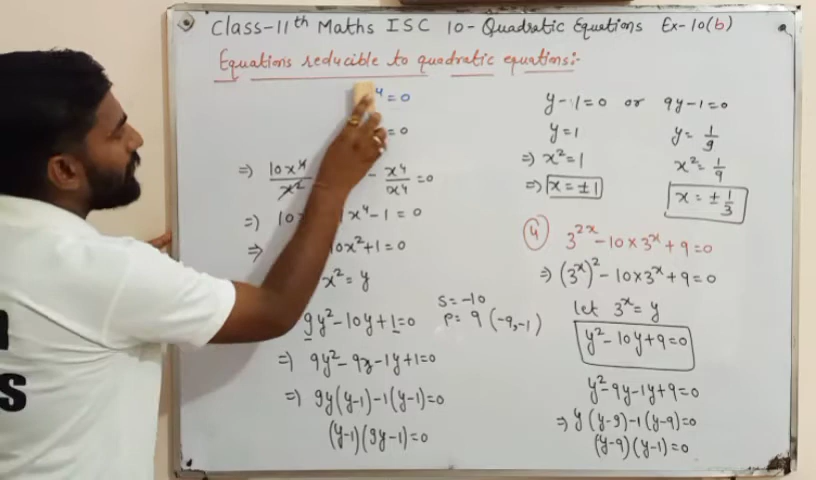 Class-11th Maths ISC 10-Quadratic Equations Ex-10(b)
Equations reducible to quadratic equations:-
4 = 0
= 0
=> 10x⁴/x² - x⁴/x⁴ = 0
=> 10x x⁴ - 1 = 0
=> 10x² + 1 = 0
x² = y
9y² - 10y + 1 = 0
S = -10
P = 9 (-9, -1)
=> 9y² - 9y - 1y + 1 = 0
=> 9y(y-1) - 1(y-1) = 0
(y-1)(9y-1) = 0
y - 1 = 0 or 9y - 1 = 0
y = 1 y = 1/9
=> x² = 1 x² = 1/9
=> x = ±1 x = ± 1/3
(4) 3^2x - 10 × 3^x + 9 = 0
=> (3^x)² - 10 × 3^x + 9 = 0
let 3^x = y
y² - 10y + 9 = 0
y² - 9y - 1y + 9 = 0
=> y(y-9) - 1(y-9) = 0
(y-9)(y-1) = 0
S